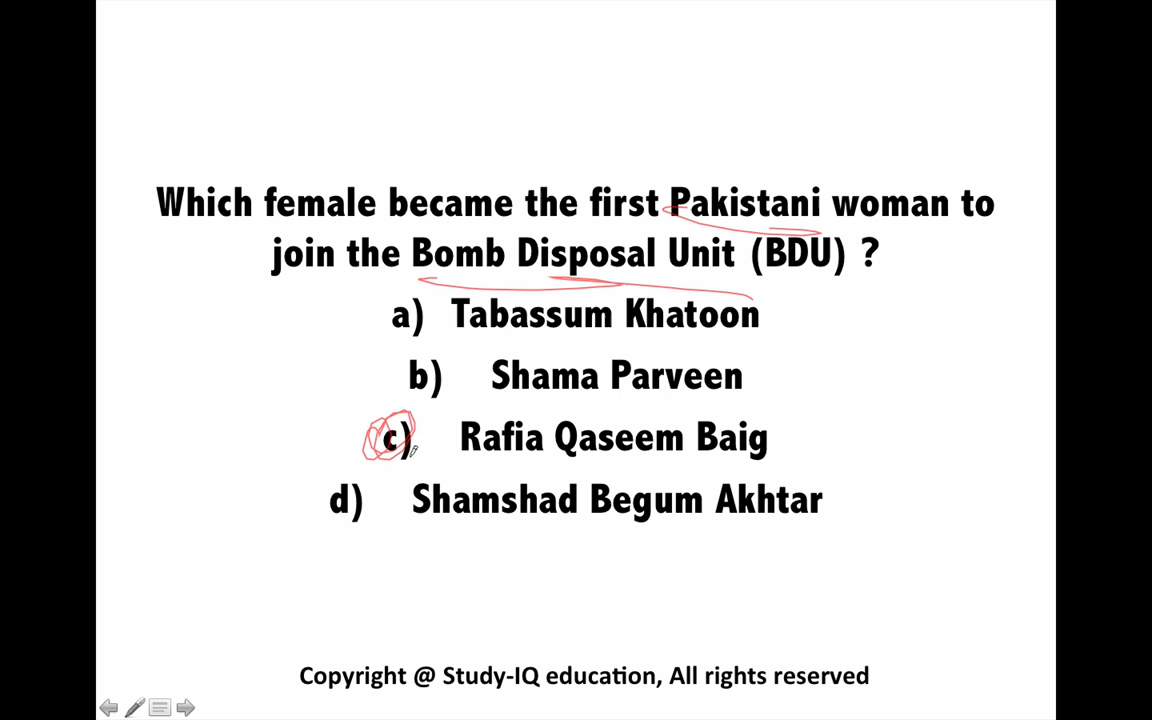 Which female became the first Pakistani woman to
join the Bomb Disposal Unit (BDU) ?
a) Tabassum Khatoon
b) Shama Parveen
c) Rafia Qaseem Baig
d) Shamshad Begum Akhtar
Copyright @ Study-IQ education, All rights reserved